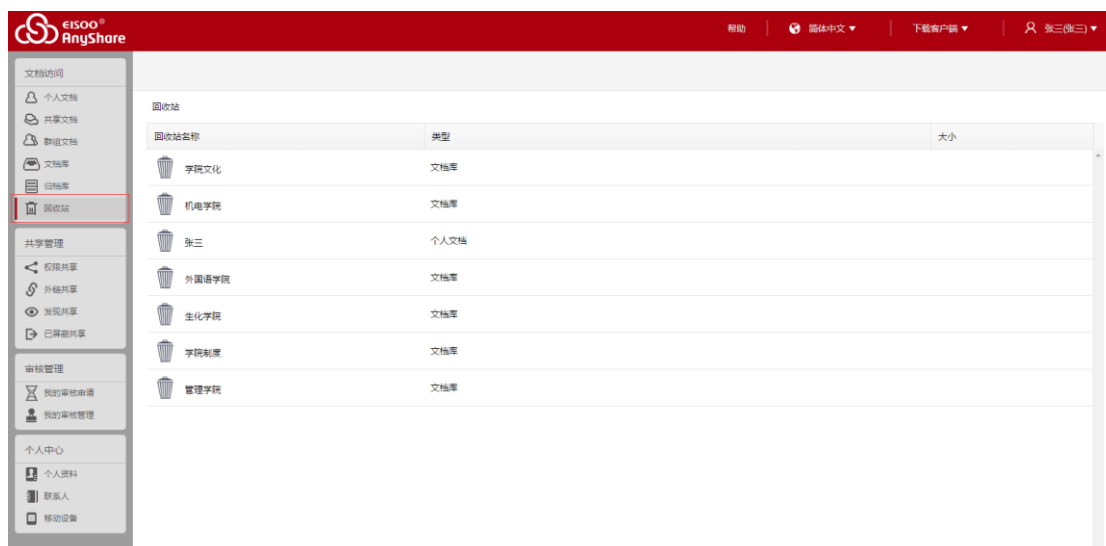 EISOO®
AnyShare
帮助 简体中文 下载客户端 张三(张三)
文档访问
个人文档
共享文档
群组文档
文档库
归档库
回收站
共享管理
权限共享
外链共享
发现共享
已屏蔽共享
审核管理
我的审核申请
我的审核管理
个人中心
个人资料
联系人
移动设备
回收站
回收站名称 类型 大小
学院文化 文档库
机电学院 文档库
张三 个人文档
外国语学院 文档库
生化学院 文档库
学院制度 文档库
管理学院 文档库